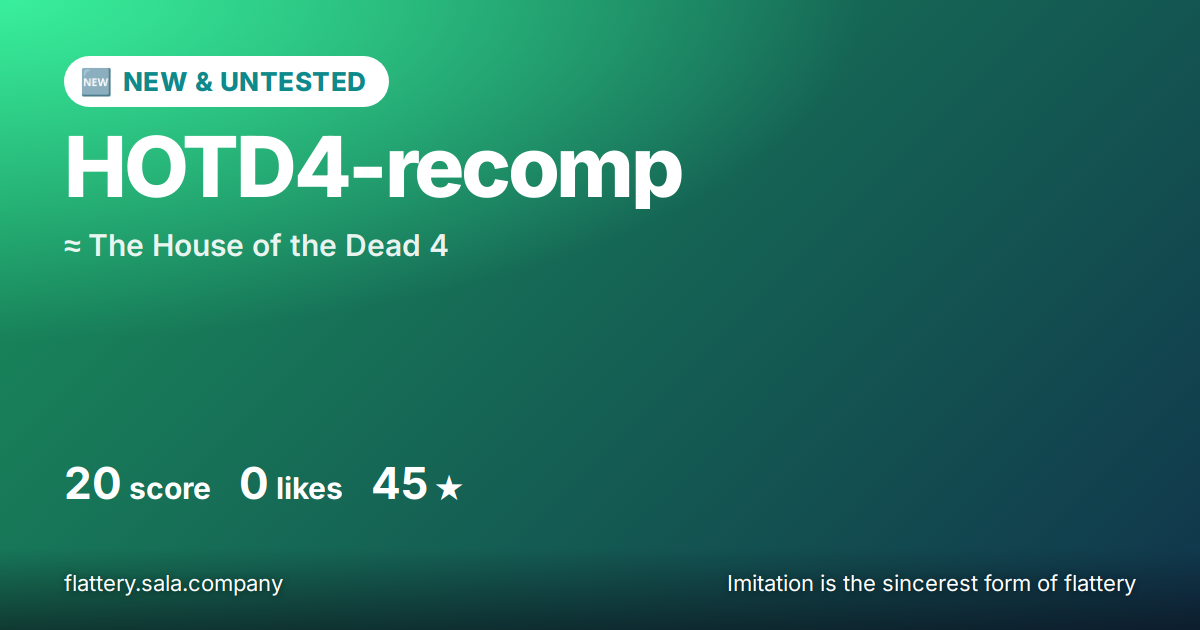 🆕 NEW & UNTESTED
HOTD4-recomp
≈ The House of the Dead 4
20 score 0 likes 45 ★
flattery.sala.company
Imitation is the sincerest form of flattery